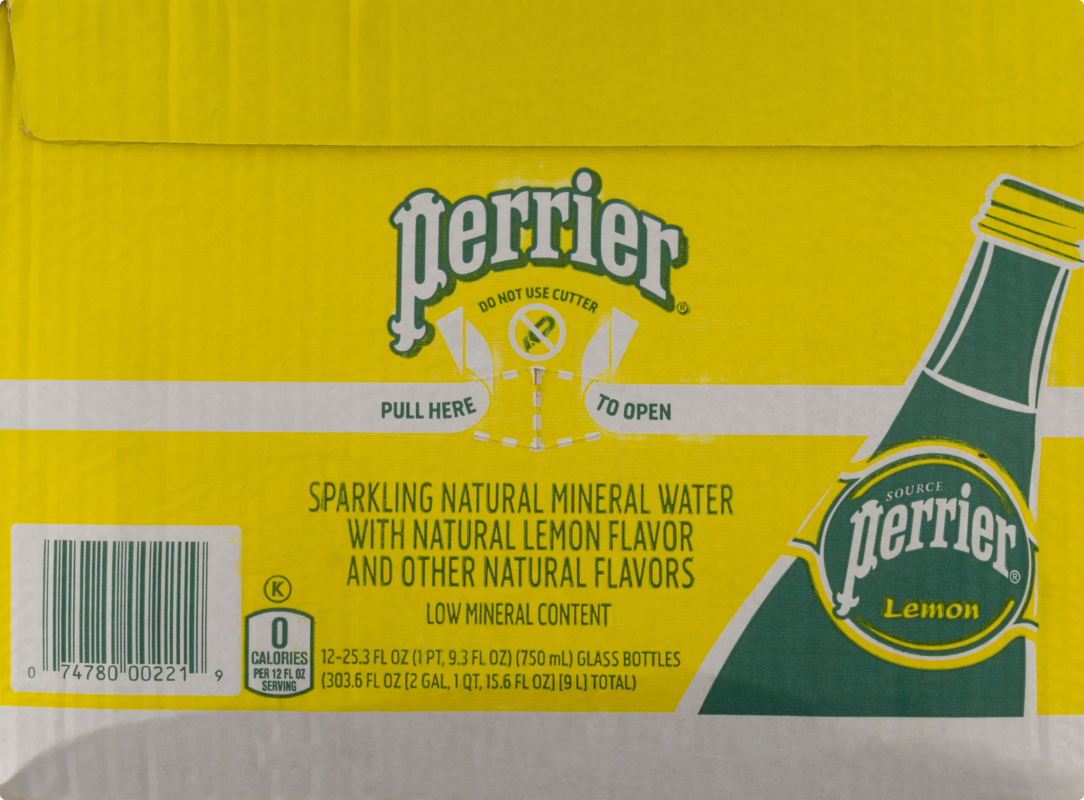 perrier®
DO NOT USE CUTTER
PULL HERE TO OPEN
SPARKLING NATURAL MINERAL WATER
WITH NATURAL LEMON FLAVOR
AND OTHER NATURAL FLAVORS
LOW MINERAL CONTENT
SOURCE
perrier®
Lemon
K
0
CALORIES
PER 12 FL OZ
SERVING
12-25.3 FL OZ (1 PT, 9.3 FL OZ) (750 mL) GLASS BOTTLES
(303.6 FL OZ [2 GAL, 1 QT, 15.6 FL OZ] [9 L] TOTAL)
0 74780 00221 9